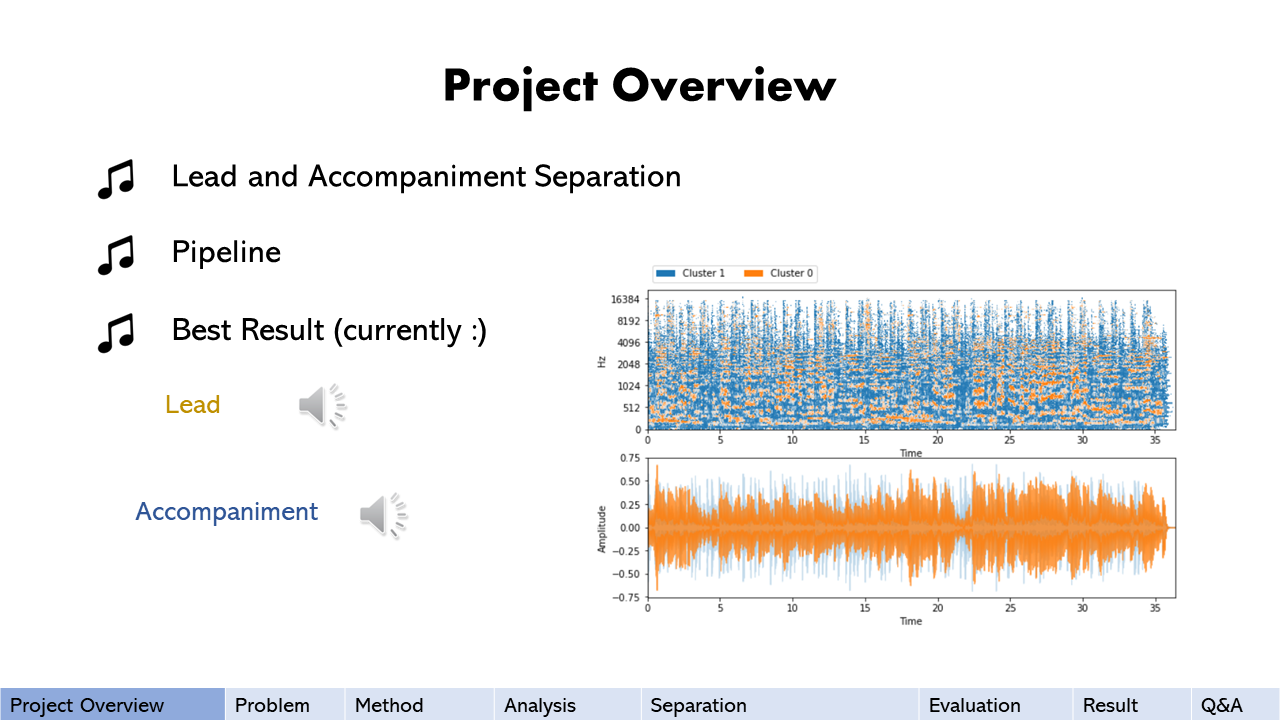 Project Overview
Lead and Accompaniment Separation
Pipeline
Best Result (currently :)
Lead
Accompaniment
Cluster 1 Cluster 0
16384
8192
4096
2048
1024
512
0
Hz
0 5 10 15 20 25 30 35
Time
0.75
0.50
0.25
0.00
−0.25
−0.50
−0.75
Amplitude
0 5 10 15 20 25 30 35
Time
Project Overview Problem Method Analysis Separation Evaluation Result Q&A